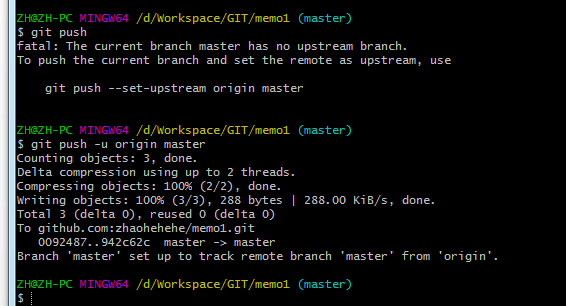 ZH@ZH-PC MINGW64 /d/Workspace/GIT/memo1 (master)
$ git push
fatal: The current branch master has no upstream branch.
To push the current branch and set the remote as upstream, use
    git push --set-upstream origin master
ZH@ZH-PC MINGW64 /d/Workspace/GIT/memo1 (master)
$ git push -u origin master
Counting objects: 3, done.
Delta compression using up to 2 threads.
Compressing objects: 100% (2/2), done.
Writing objects: 100% (3/3), 288 bytes | 288.00 KiB/s, done.
Total 3 (delta 0), reused 0 (delta 0)
To github.com:zhaohehehe/memo1.git
   0092487..942c62c  master -> master
Branch 'master' set up to track remote branch 'master' from 'origin'.
ZH@ZH-PC MINGW64 /d/Workspace/GIT/memo1 (master)
$